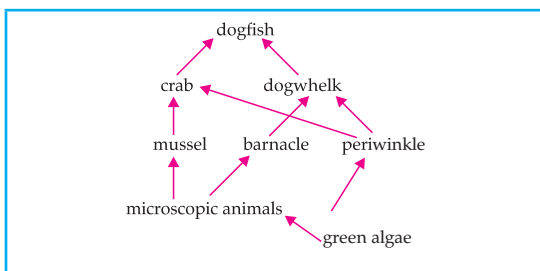 dogfish
crab dogwhelk
mussel barnacle periwinkle
microscopic animals
green algae